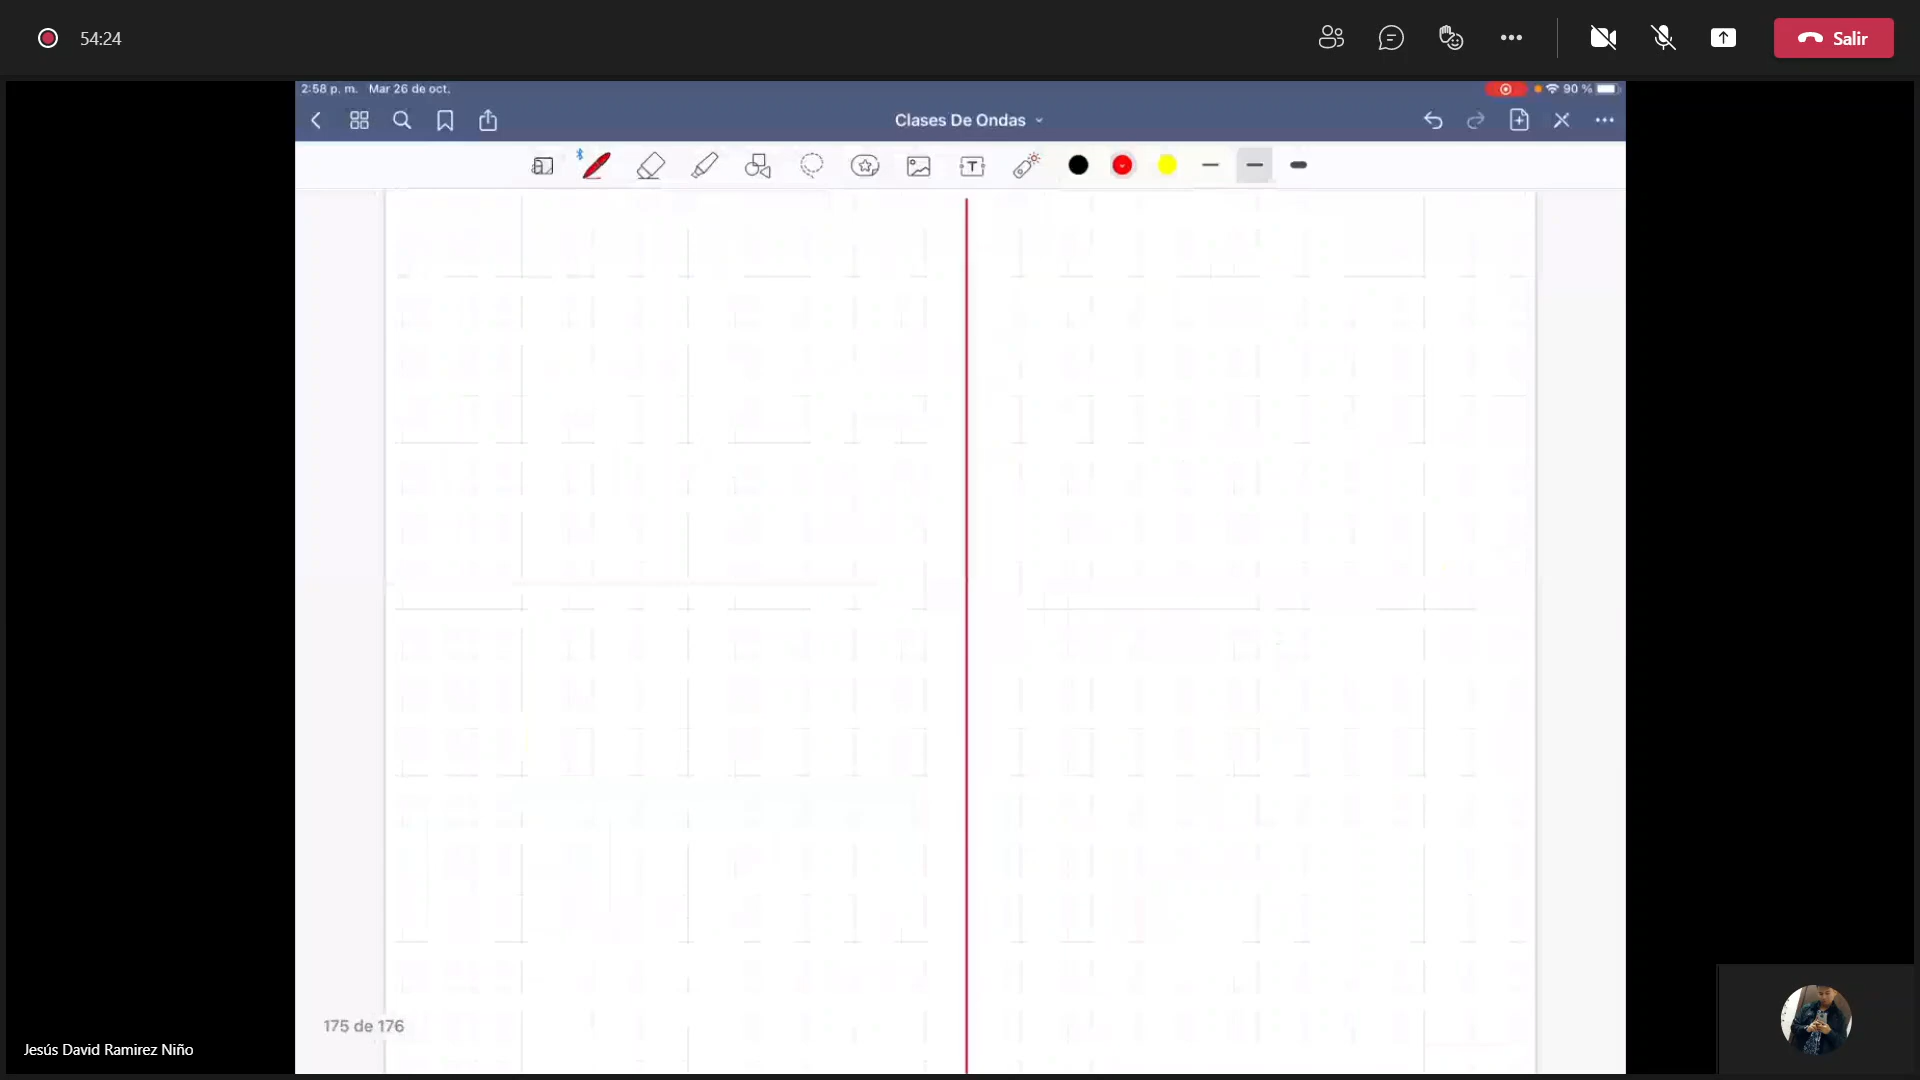 54:24
Salir
2:58 p. m. Mar 26 de oct.
90 %
Clases De Ondas
T
175 de 176
Jesús David Ramirez Niño